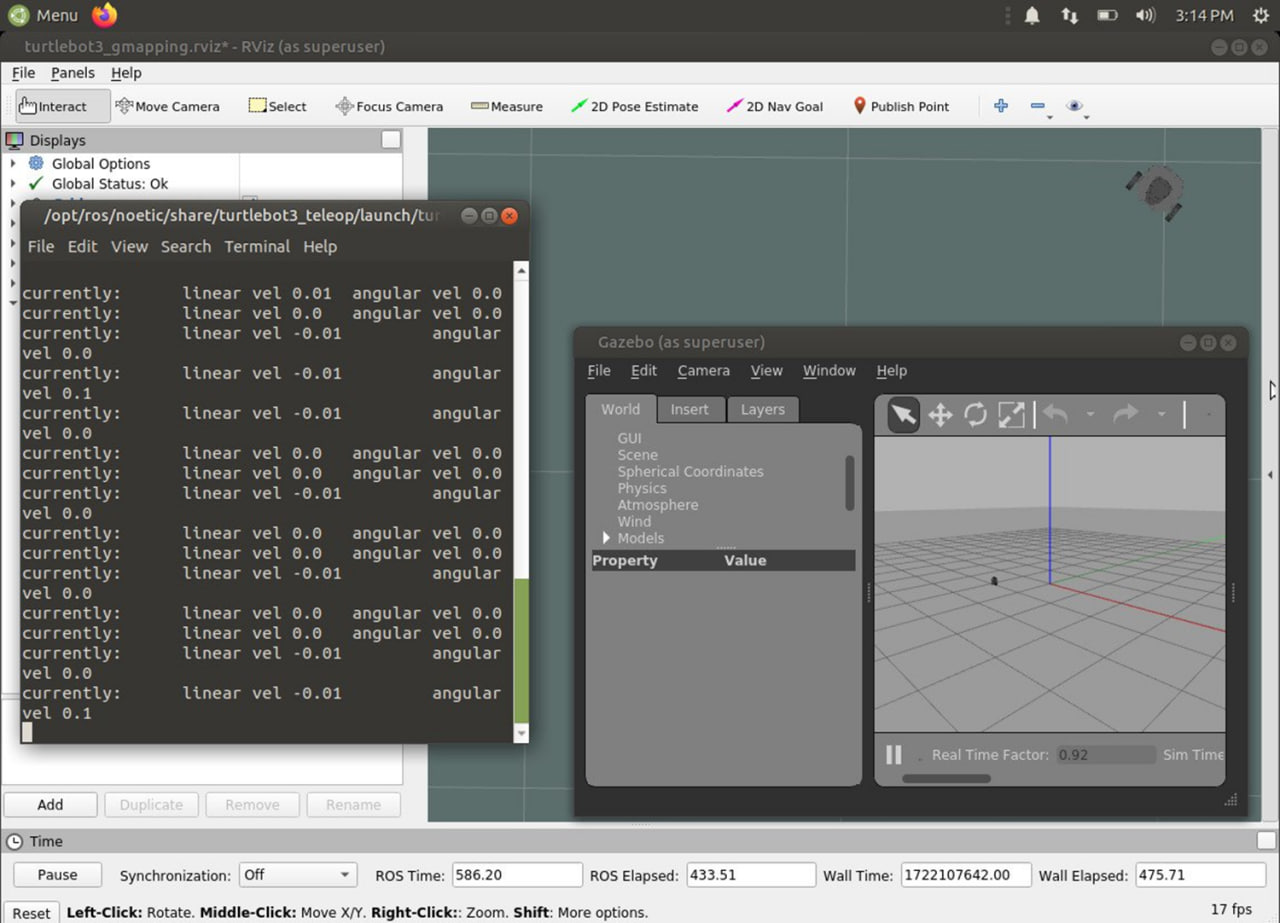 Menu
3:14 PM
turtlebot3_gmapping.rviz* - RViz (as superuser)
File Panels Help
Interact Move Camera Select Focus Camera Measure 2D Pose Estimate 2D Nav Goal Publish Point
Displays
Global Options
Global Status: Ok
/opt/ros/noetic/share/turtlebot3_teleop/launch/tur
File Edit View Search Terminal Help
currently: linear vel 0.01 angular vel 0.0
currently: linear vel 0.0 angular vel 0.0
currently: linear vel -0.01 angular
vel 0.0
currently: linear vel -0.01 angular
vel 0.1
currently: linear vel -0.01 angular
vel 0.0
currently: linear vel 0.0 angular vel 0.0
currently: linear vel 0.0 angular vel 0.0
currently: linear vel -0.01 angular
vel 0.0
currently: linear vel 0.0 angular vel 0.0
currently: linear vel 0.0 angular vel 0.0
currently: linear vel -0.01 angular
vel 0.0
currently: linear vel 0.0 angular vel 0.0
currently: linear vel 0.0 angular vel 0.0
currently: linear vel -0.01 angular
vel 0.0
currently: linear vel -0.01 angular
vel 0.1
Gazebo (as superuser)
File Edit Camera View Window Help
World Insert Layers
GUI
Scene
Spherical Coordinates
Physics
Atmosphere
Wind
Models
Property Value
Real Time Factor: 0.92 Sim Time
Add Duplicate Remove Rename
Time
Pause Synchronization: Off ROS Time: 586.20 ROS Elapsed: 433.51 Wall Time: 1722107642.00 Wall Elapsed: 475.71
Reset Left-Click: Rotate. Middle-Click: Move X/Y. Right-Click:: Zoom. Shift: More options. 17 fps